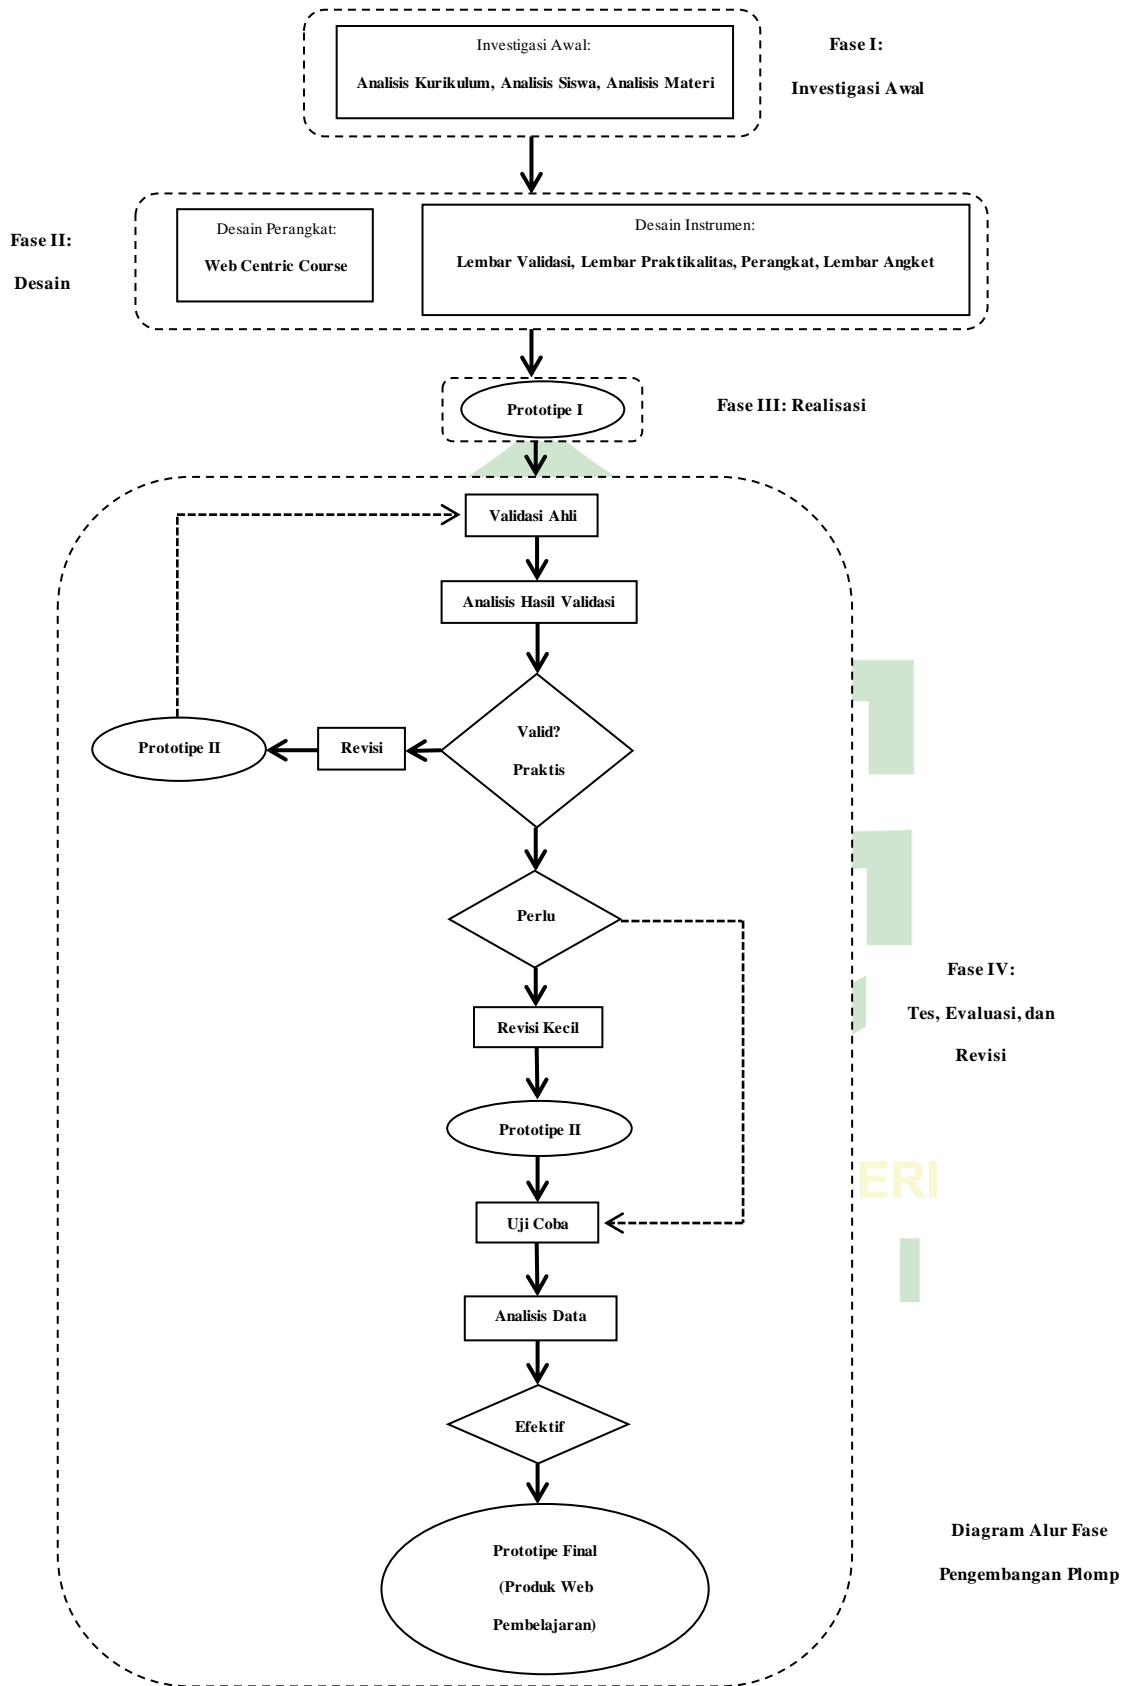 Investigasi Awal:
Analisis Kurikulum, Analisis Siswa, Analisis Materi
Fase I:
Investigasi Awal
Fase II:
Desain
Desain Perangkat:
Web Centric Course
Desain Instrumen:
Lembar Validasi, Lembar Praktikalitas, Perangkat, Lembar Angket
Prototipe I
Fase III: Realisasi
Validasi Ahli
Analisis Hasil Validasi
Valid?
Praktis
Revisi
Prototipe II
Perlu
Revisi Kecil
Prototipe II
Uji Coba
Analisis Data
Efektif
Prototipe Final
(Produk Web
Pembelajaran)
Fase IV:
Tes, Evaluasi, dan
Revisi
ERI
Diagram Alur Fase
Pengembangan Plomp